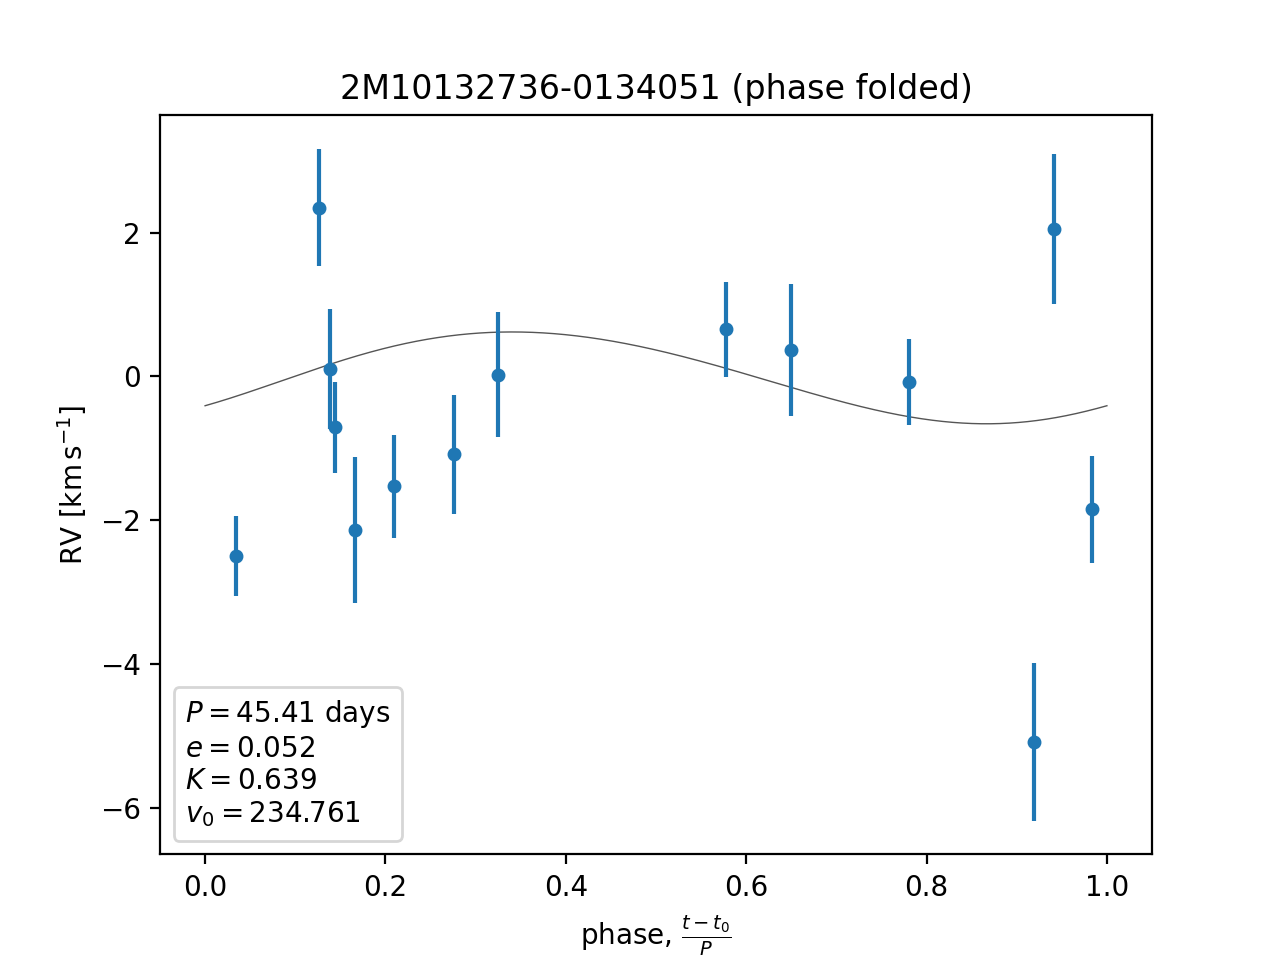 2M10132736-0134051 (phase folded)
RV [km s⁻¹]
2
0
−2
−4
−6
P = 45.41 days
e = 0.052
K = 0.639
v₀ = 234.761
0.0 0.2 0.4 0.6 0.8 1.0
phase, (t − t₀)/P